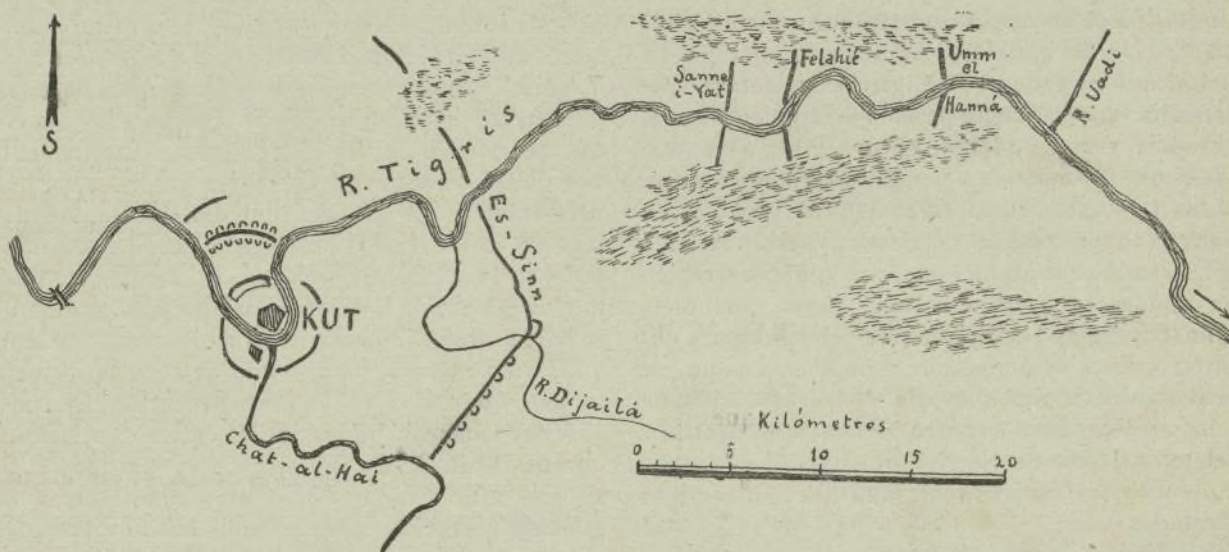 S
R. Tigris
Sanne
i-Yat
Felahie
Umm
el
Hanná
R. Uadi
Es-Sinn
KUT
R. Dijailá
Chat-al-Hai
Kilómetros
0 5 10 15 20